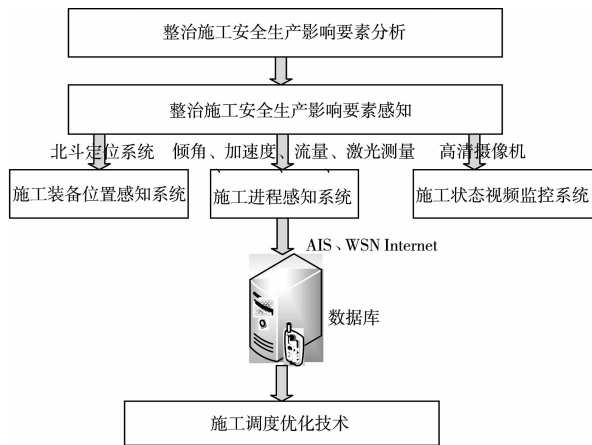 整治施工安全生产影响要素分析
整治施工安全生产影响要素感知
北斗定位系统 倾角、加速度、流量、激光测量 高清摄像机
施工装备位置感知系统 施工进程感知系统 施工状态视频监控系统
AIS、WSN Internet
数据库
施工调度优化技术